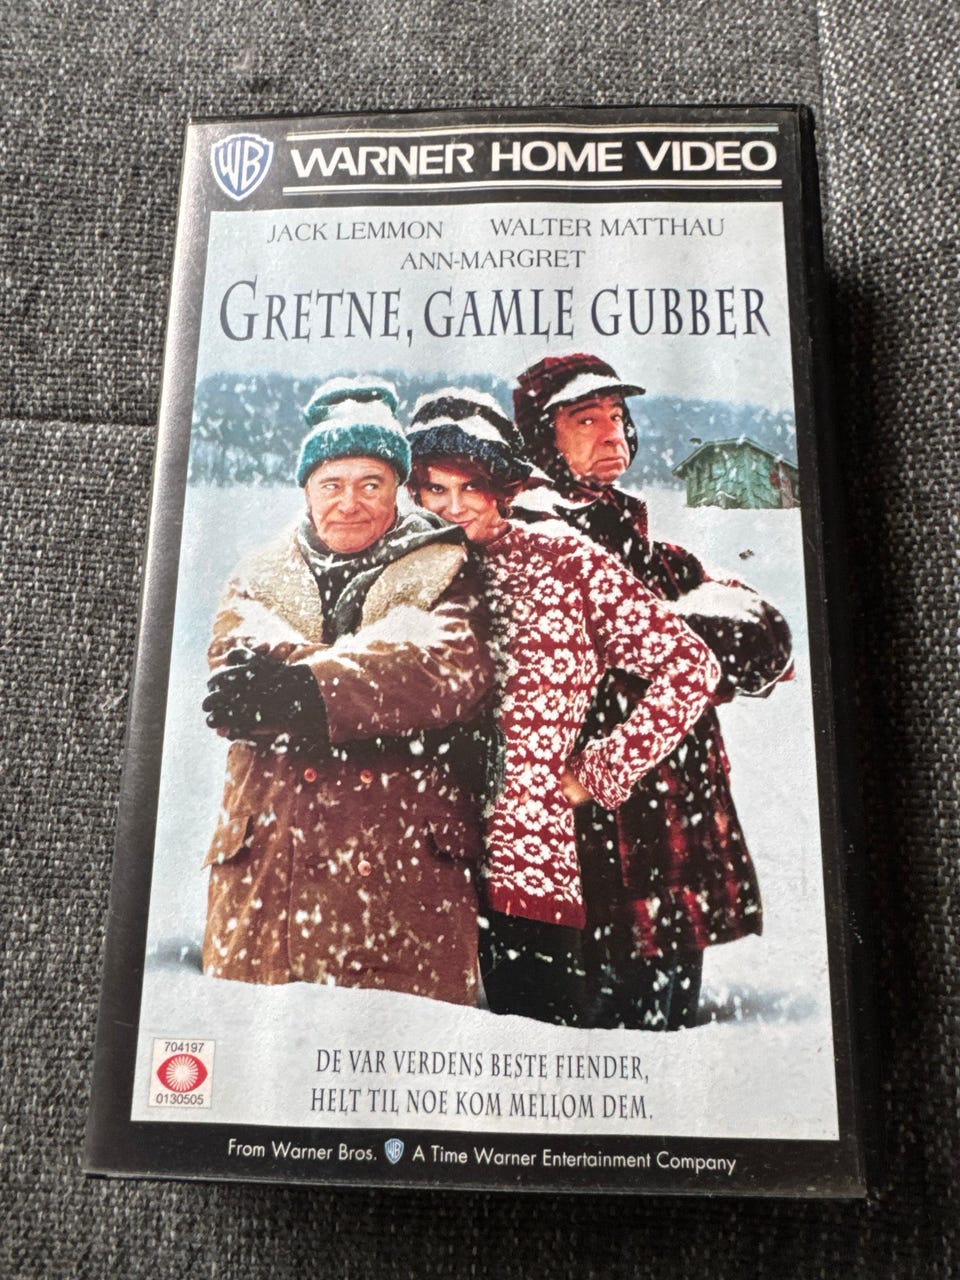 WB WARNER HOME VIDEO
JACK LEMMON WALTER MATTHAU
ANN-MARGRET
GRETNE, GAMLE GUBBER
704197
0130505
DE VAR VERDENS BESTE FIENDER,
HELT TIL NOE KOM MELLOM DEM.
From Warner Bros. WB A Time Warner Entertainment Company